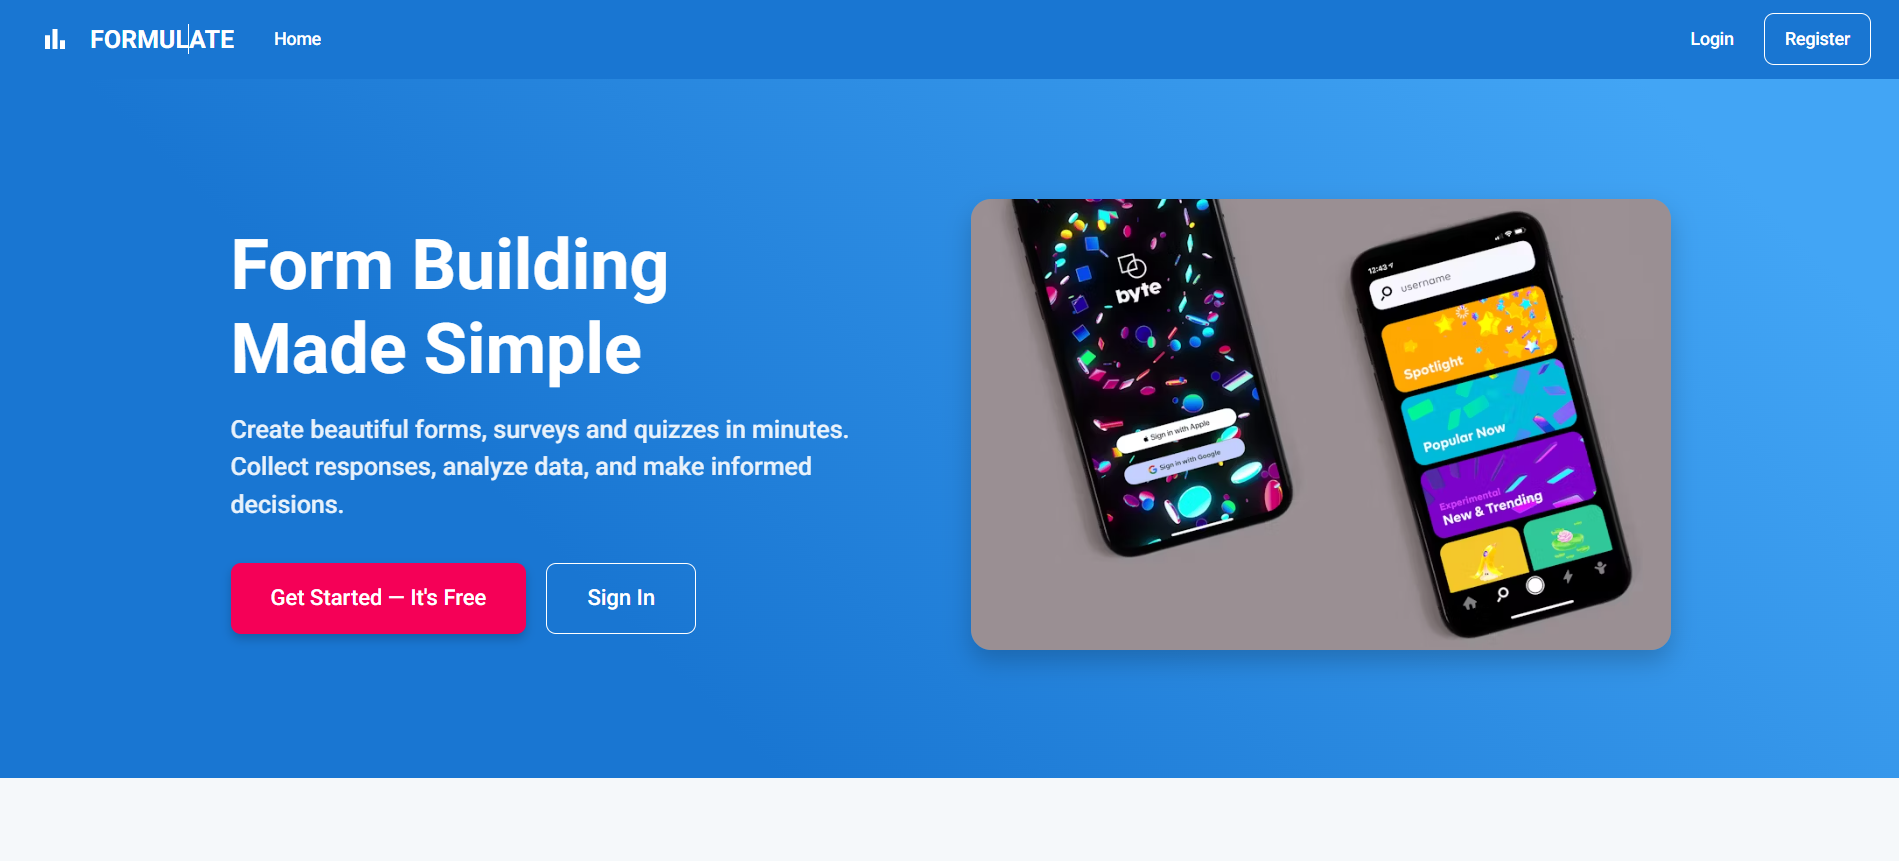 FORMULATE
Home
Login
Register
Form Building
Made Simple
Create beautiful forms, surveys and quizzes in minutes.
Collect responses, analyze data, and make informed
decisions.
Get Started — It's Free
Sign In
byte
Sign in with Apple
Sign in with Google
12:43
username
Spotlight
Popular Now
Experimental
New & Trending